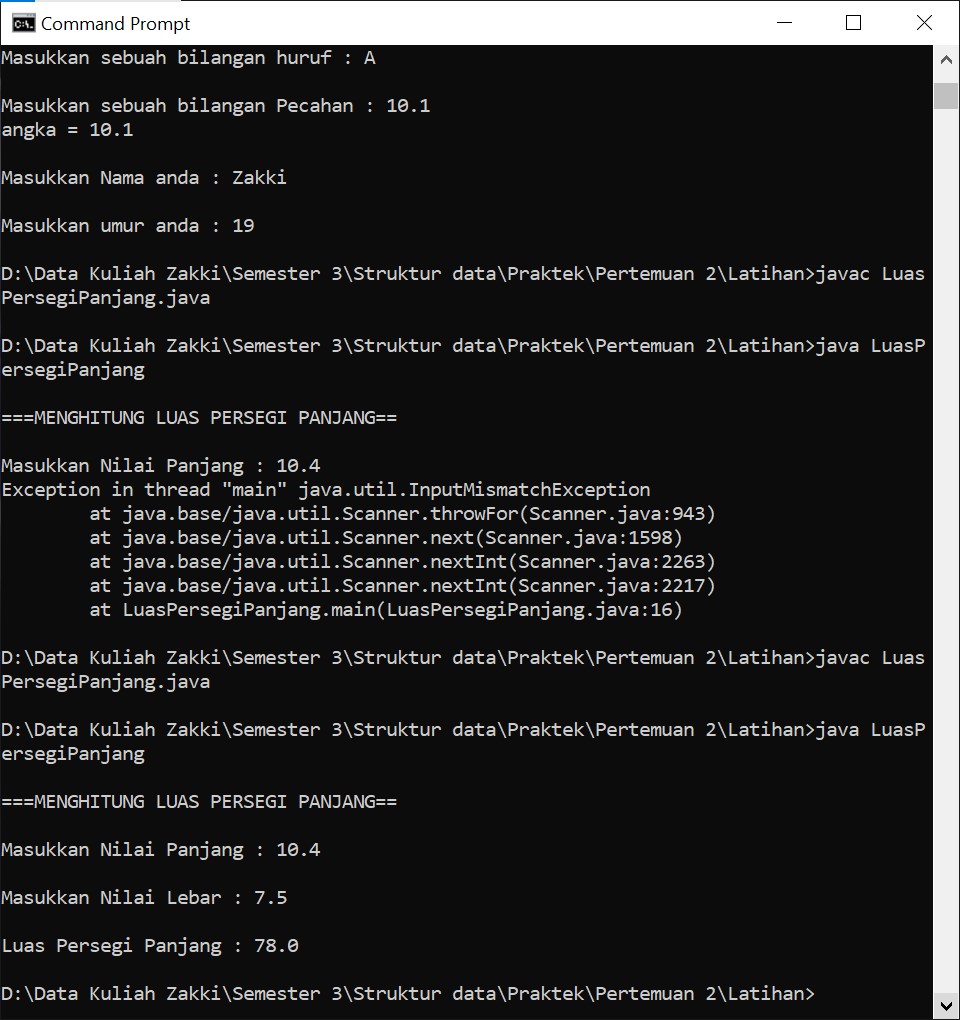 Command Prompt
Masukkan sebuah bilangan huruf : A
Masukkan sebuah bilangan Pecahan : 10.1
angka = 10.1
Masukkan Nama anda : Zakki
Masukkan umur anda : 19
D:\Data Kuliah Zakki\Semester 3\Struktur data\Praktek\Pertemuan 2\Latihan>javac Luas
PersegiPanjang.java
D:\Data Kuliah Zakki\Semester 3\Struktur data\Praktek\Pertemuan 2\Latihan>java LuasP
ersegiPanjang
===MENGHITUNG LUAS PERSEGI PANJANG==
Masukkan Nilai Panjang : 10.4
Exception in thread "main" java.util.InputMismatchException
        at java.base/java.util.Scanner.throwFor(Scanner.java:943)
        at java.base/java.util.Scanner.next(Scanner.java:1598)
        at java.base/java.util.Scanner.nextInt(Scanner.java:2263)
        at java.base/java.util.Scanner.nextInt(Scanner.java:2217)
        at LuasPersegiPanjang.main(LuasPersegiPanjang.java:16)
D:\Data Kuliah Zakki\Semester 3\Struktur data\Praktek\Pertemuan 2\Latihan>javac Luas
PersegiPanjang.java
D:\Data Kuliah Zakki\Semester 3\Struktur data\Praktek\Pertemuan 2\Latihan>java LuasP
ersegiPanjang
===MENGHITUNG LUAS PERSEGI PANJANG==
Masukkan Nilai Panjang : 10.4
Masukkan Nilai Lebar : 7.5
Luas Persegi Panjang : 78.0
D:\Data Kuliah Zakki\Semester 3\Struktur data\Praktek\Pertemuan 2\Latihan>